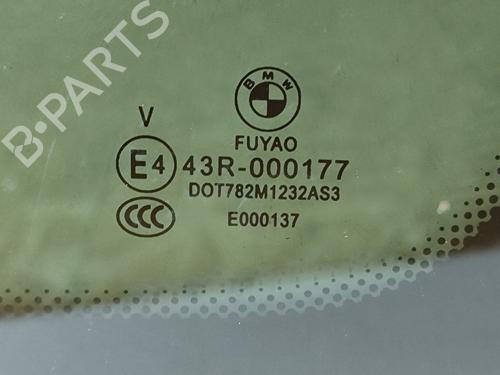 B-PARTS
BMW
FUYAO
V
E4 43R-000177
DOT782M1232AS3
CCC E000137